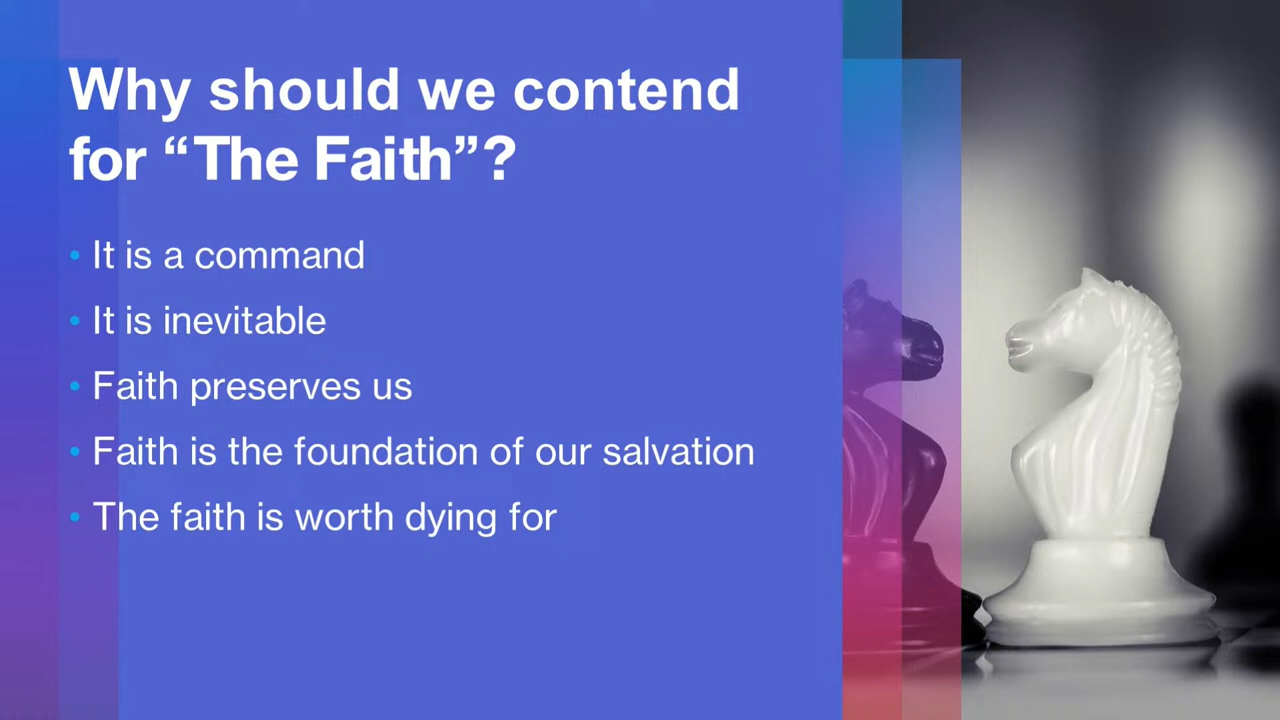 Why should we contend
for “The Faith”?
• It is a command
• It is inevitable
• Faith preserves us
• Faith is the foundation of our salvation
• The faith is worth dying for